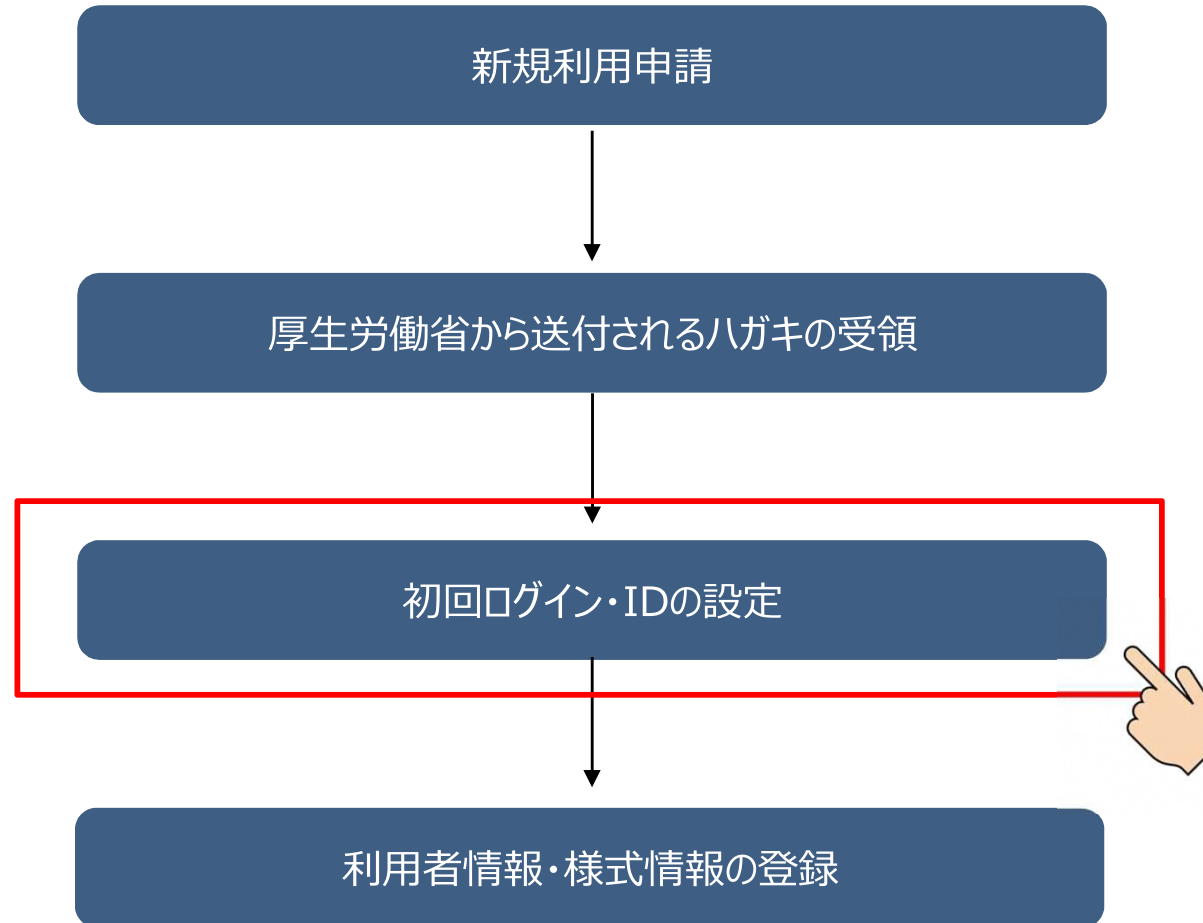 新規利用申請
厚生労働省から送付されるハガキの受領
初回ログイン・IDの設定
利用者情報・様式情報の登録